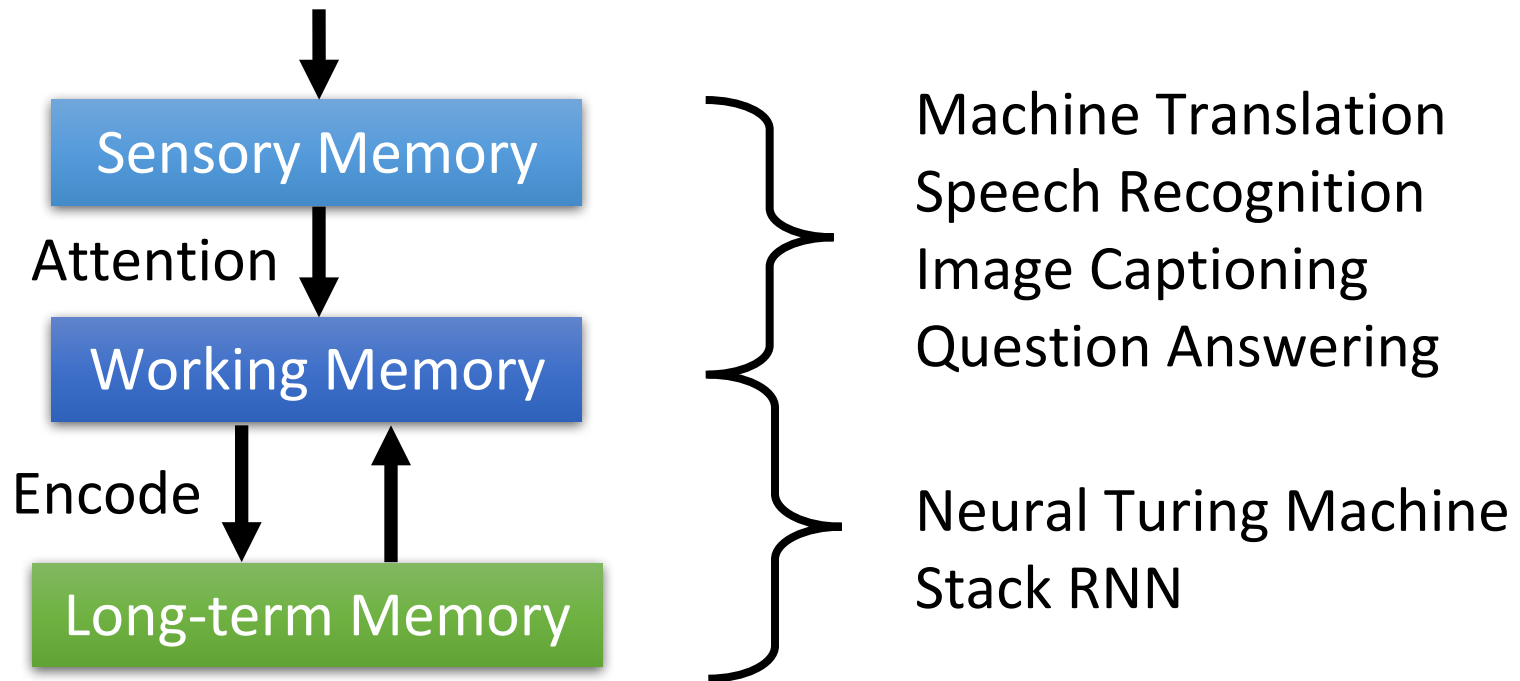 Sensory Memory
Attention
Working Memory
Encode
Long-term Memory
Machine Translation
Speech Recognition
Image Captioning
Question Answering
Neural Turing Machine
Stack RNN